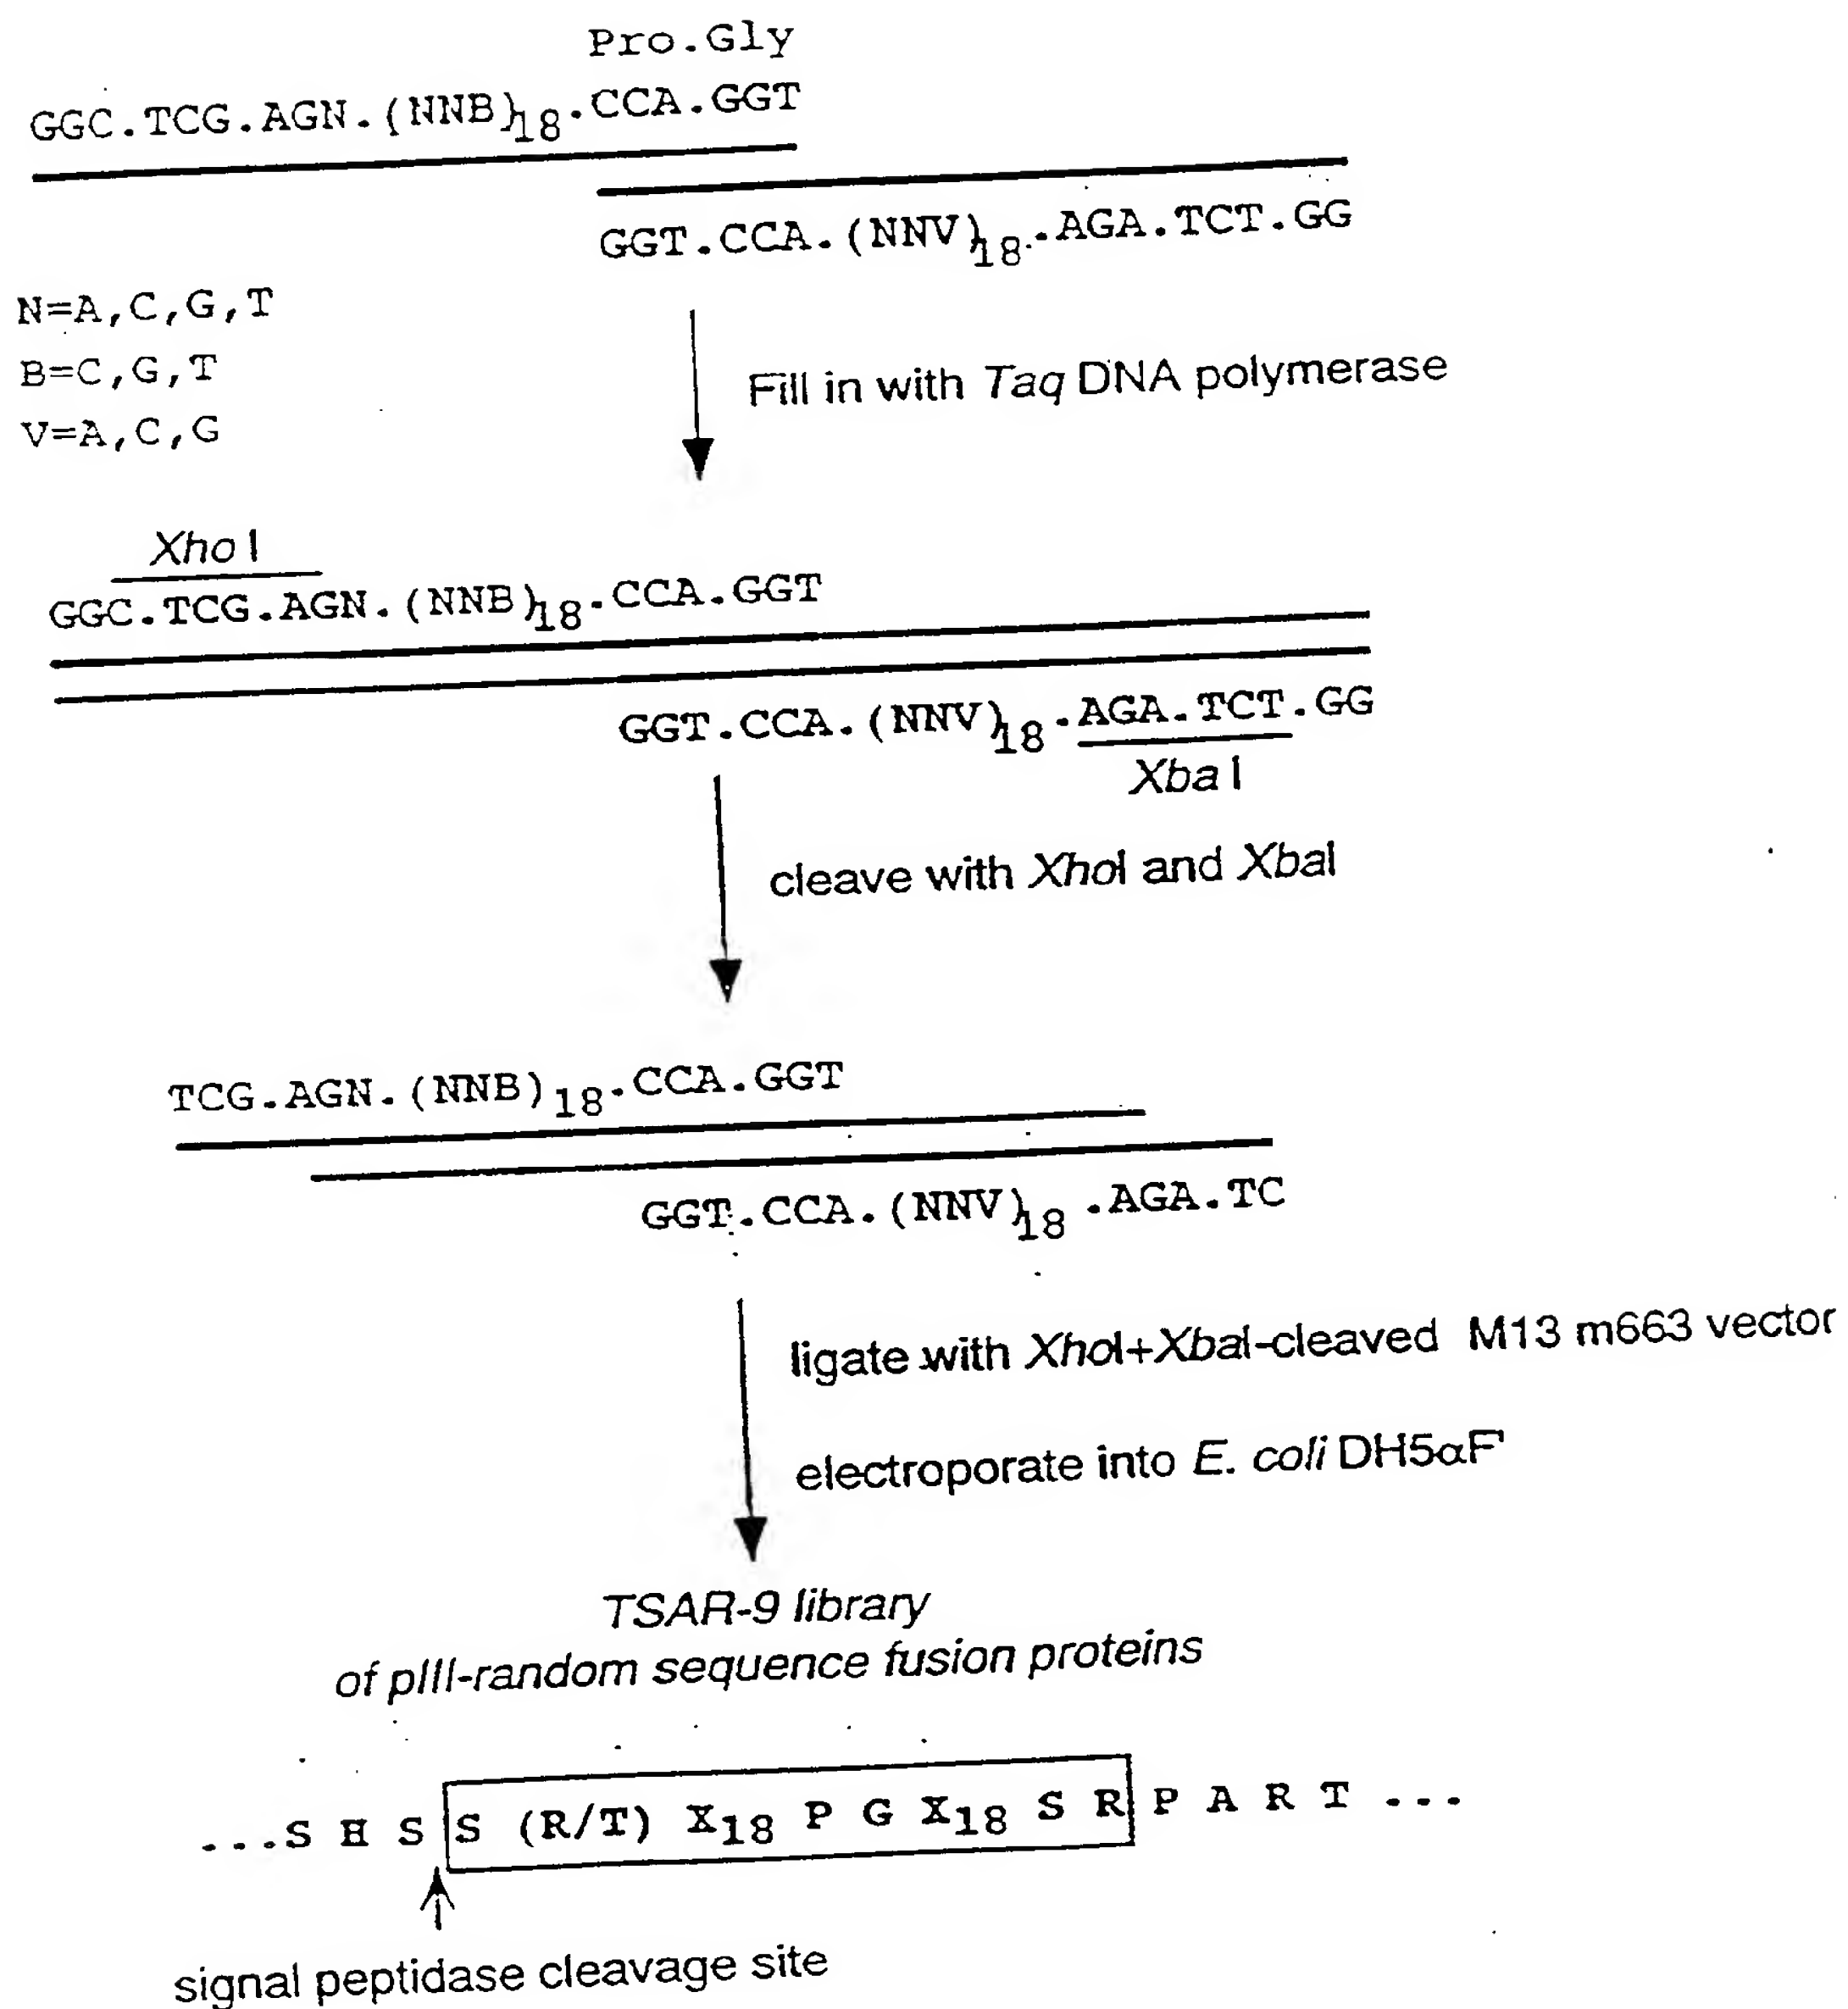 Pro.Gly
GGC.TCG.AGN.(NNB)18.CCA.GGT
GGT.CCA.(NNV)18.AGA.TCT.GG
N=A,C,G,T
B=C,G,T
V=A,C,G
Fill in with Taq DNA polymerase
Xho I
GGC.TCG.AGN.(NNB)18.CCA.GGT
GGT.CCA.(NNV)18.AGA.TCT.GG
Xba I
cleave with XhoI and XbaI
TCG.AGN.(NNB)18.CCA.GGT
GGT.CCA.(NNV)18.AGA.TC
ligate with XhoI+XbaI-cleaved M13 m663 vector
electroporate into E. coli DH5αF'
TSAR-9 library
of pIII-random sequence fusion proteins
...S H S S (R/T) X18 P G X18 S R P A R T ...
signal peptidase cleavage site